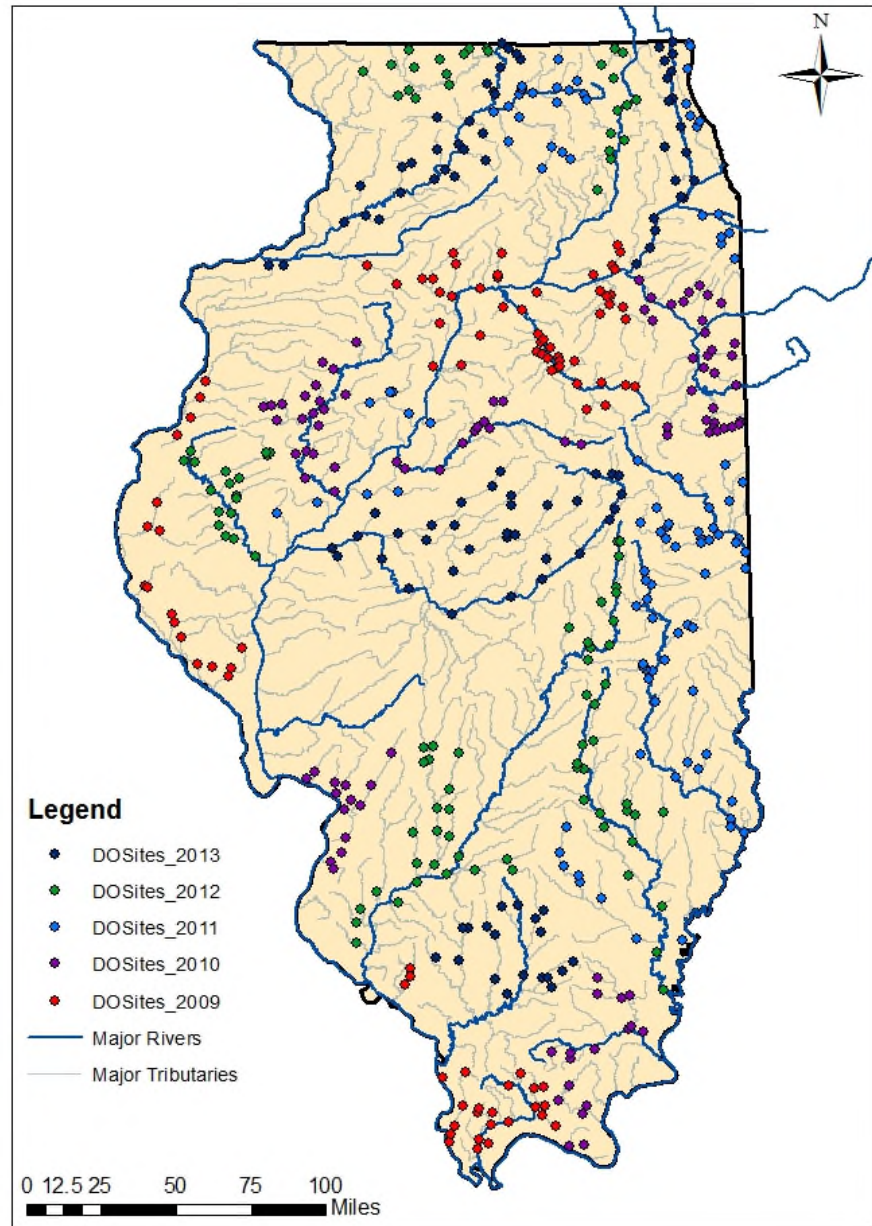 N
Legend
DOSites_2013
DOSites_2012
DOSites_2011
DOSites_2010
DOSites_2009
Major Rivers
Major Tributaries
0 12.5 25 50 75 100
Miles